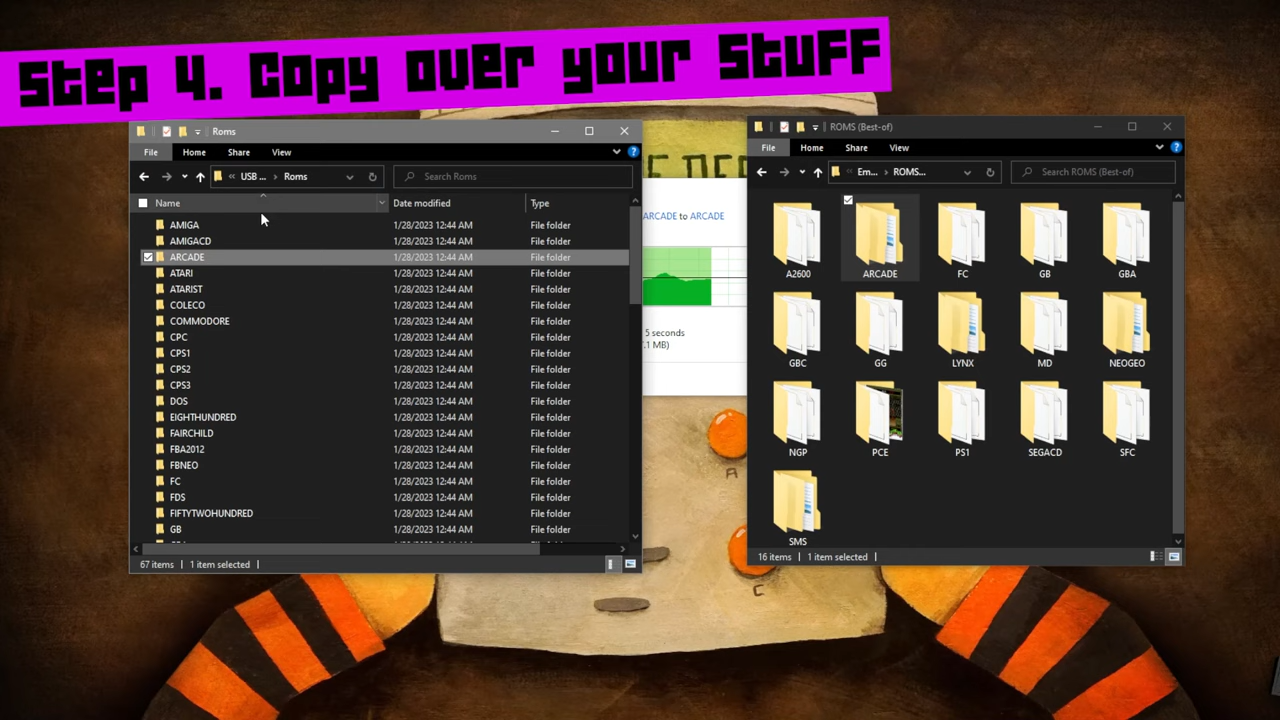 Step 4. Copy over your Stuff
Roms
File Home Share View
USB ... Roms
Search Roms
Name Date modified Type
AMIGA 1/28/2023 12:44 AM File folder
AMIGACD 1/28/2023 12:44 AM File folder
ARCADE 1/28/2023 12:44 AM File folder
ATARI 1/28/2023 12:44 AM File folder
ATARIST 1/28/2023 12:44 AM File folder
COLECO 1/28/2023 12:44 AM File folder
COMMODORE 1/28/2023 12:44 AM File folder
CPC 1/28/2023 12:44 AM File folder
CPS1 1/28/2023 12:44 AM File folder
CPS2 1/28/2023 12:44 AM File folder
CPS3 1/28/2023 12:44 AM File folder
DOS 1/28/2023 12:44 AM File folder
EIGHTHUNDRED 1/28/2023 12:44 AM File folder
FAIRCHILD 1/28/2023 12:44 AM File folder
FBA2012 1/28/2023 12:44 AM File folder
FBNEO 1/28/2023 12:44 AM File folder
FC 1/28/2023 12:44 AM File folder
FDS 1/28/2023 12:44 AM File folder
FIFTYTWOHUNDRED 1/28/2023 12:44 AM File folder
GB 1/28/2023 12:44 AM File folder
67 items 1 item selected
ARCADE to ARCADE
5 seconds
.1 MB)
A
C
ROMS (Best-of)
File Home Share View
Em... ROMS...
Search ROMS (Best-of)
A2600 ARCADE FC GB GBA
GBC GG LYNX MD NEOGEO
NGP PCE PS1 SEGACD SFC
SMS
16 items 1 item selected